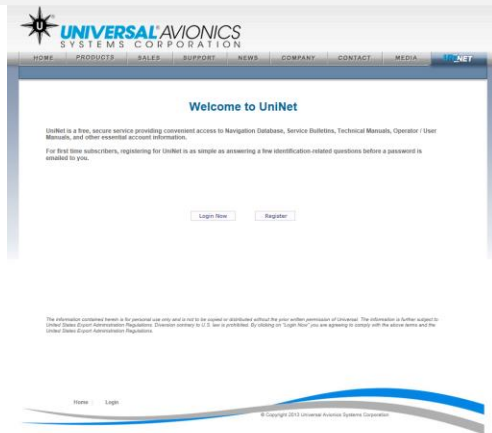 UNIVERSAL AVIONICS
SYSTEMS CORPORATION
HOME PRODUCTS SALES SUPPORT NEWS COMPANY CONTACT MEDIA UNINET
Welcome to UniNet
UniNet is a free, secure service providing convenient access to Navigation Database, Service Bulletins, Technical Manuals, Operator / User
Manuals, and other essential account information.
For first time subscribers, registering for UniNet is as simple as answering a few identification-related questions before a password is
emailed to you.
Login Now Register
The information contained herein is for personal use only and is not to be copied or distributed without the prior written permission of Universal. The information is further subject to
United States Export Administration Regulations. Diversion contrary to U.S. law is prohibited. By clicking on "Login Now" you are agreeing to comply with the above terms and the
United States Export Administration Regulations.
Home | Login
© Copyright 2013 Universal Avionics Systems Corporation